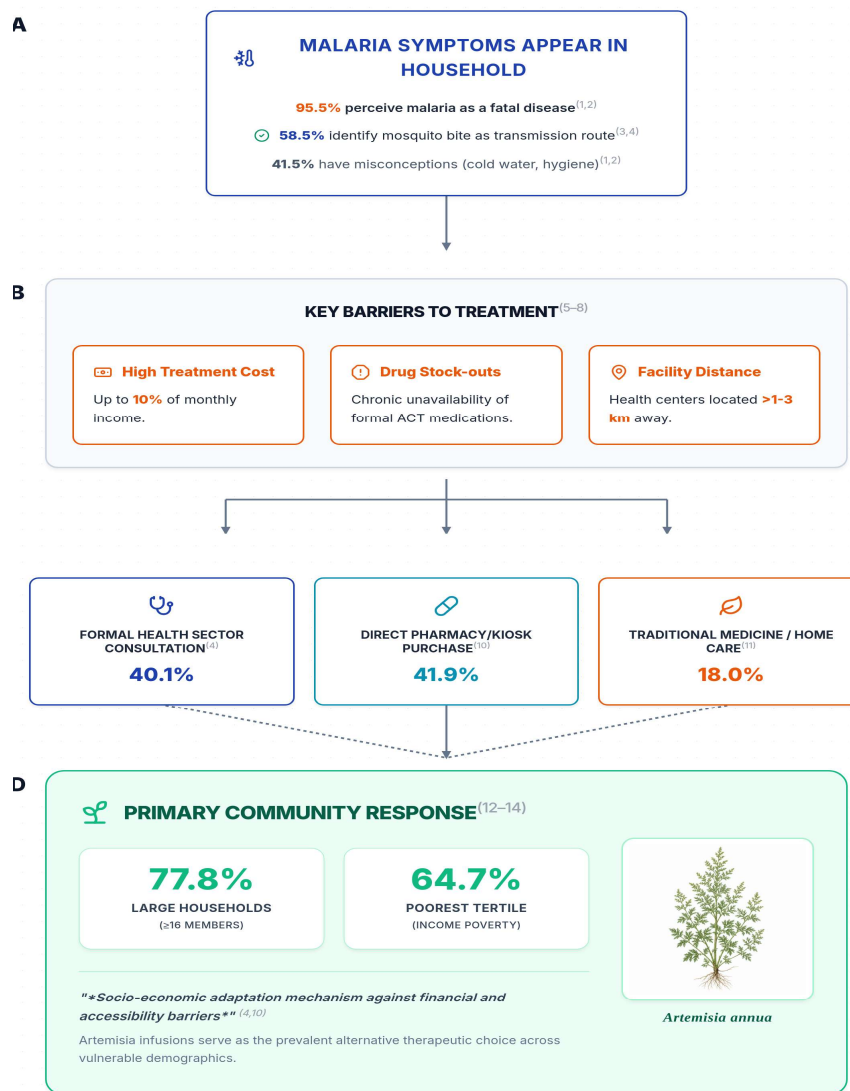 A
MALARIA SYMPTOMS APPEAR IN
HOUSEHOLD
95.5% perceive malaria as a fatal disease(1,2)
58.5% identify mosquito bite as transmission route(3,4)
41.5% have misconceptions (cold water, hygiene)(1,2)
B
KEY BARRIERS TO TREATMENT(5–8)
High Treatment Cost
Up to 10% of monthly
income.
Drug Stock-outs
Chronic unavailability of
formal ACT medications.
Facility Distance
Health centers located >1-3
km away.
FORMAL HEALTH SECTOR
CONSULTATION(4)
40.1%
DIRECT PHARMACY/KIOSK
PURCHASE(10)
41.9%
TRADITIONAL MEDICINE / HOME
CARE(11)
18.0%
D
PRIMARY COMMUNITY RESPONSE(12–14)
77.8%
LARGE HOUSEHOLDS
(≥16 MEMBERS)
64.7%
POOREST TERTILE
(INCOME POVERTY)
"*Socio-economic adaptation mechanism against financial and
accessibility barriers*" (4,10)
Artemisia infusions serve as the prevalent alternative therapeutic choice across
vulnerable demographics.
Artemisia annua